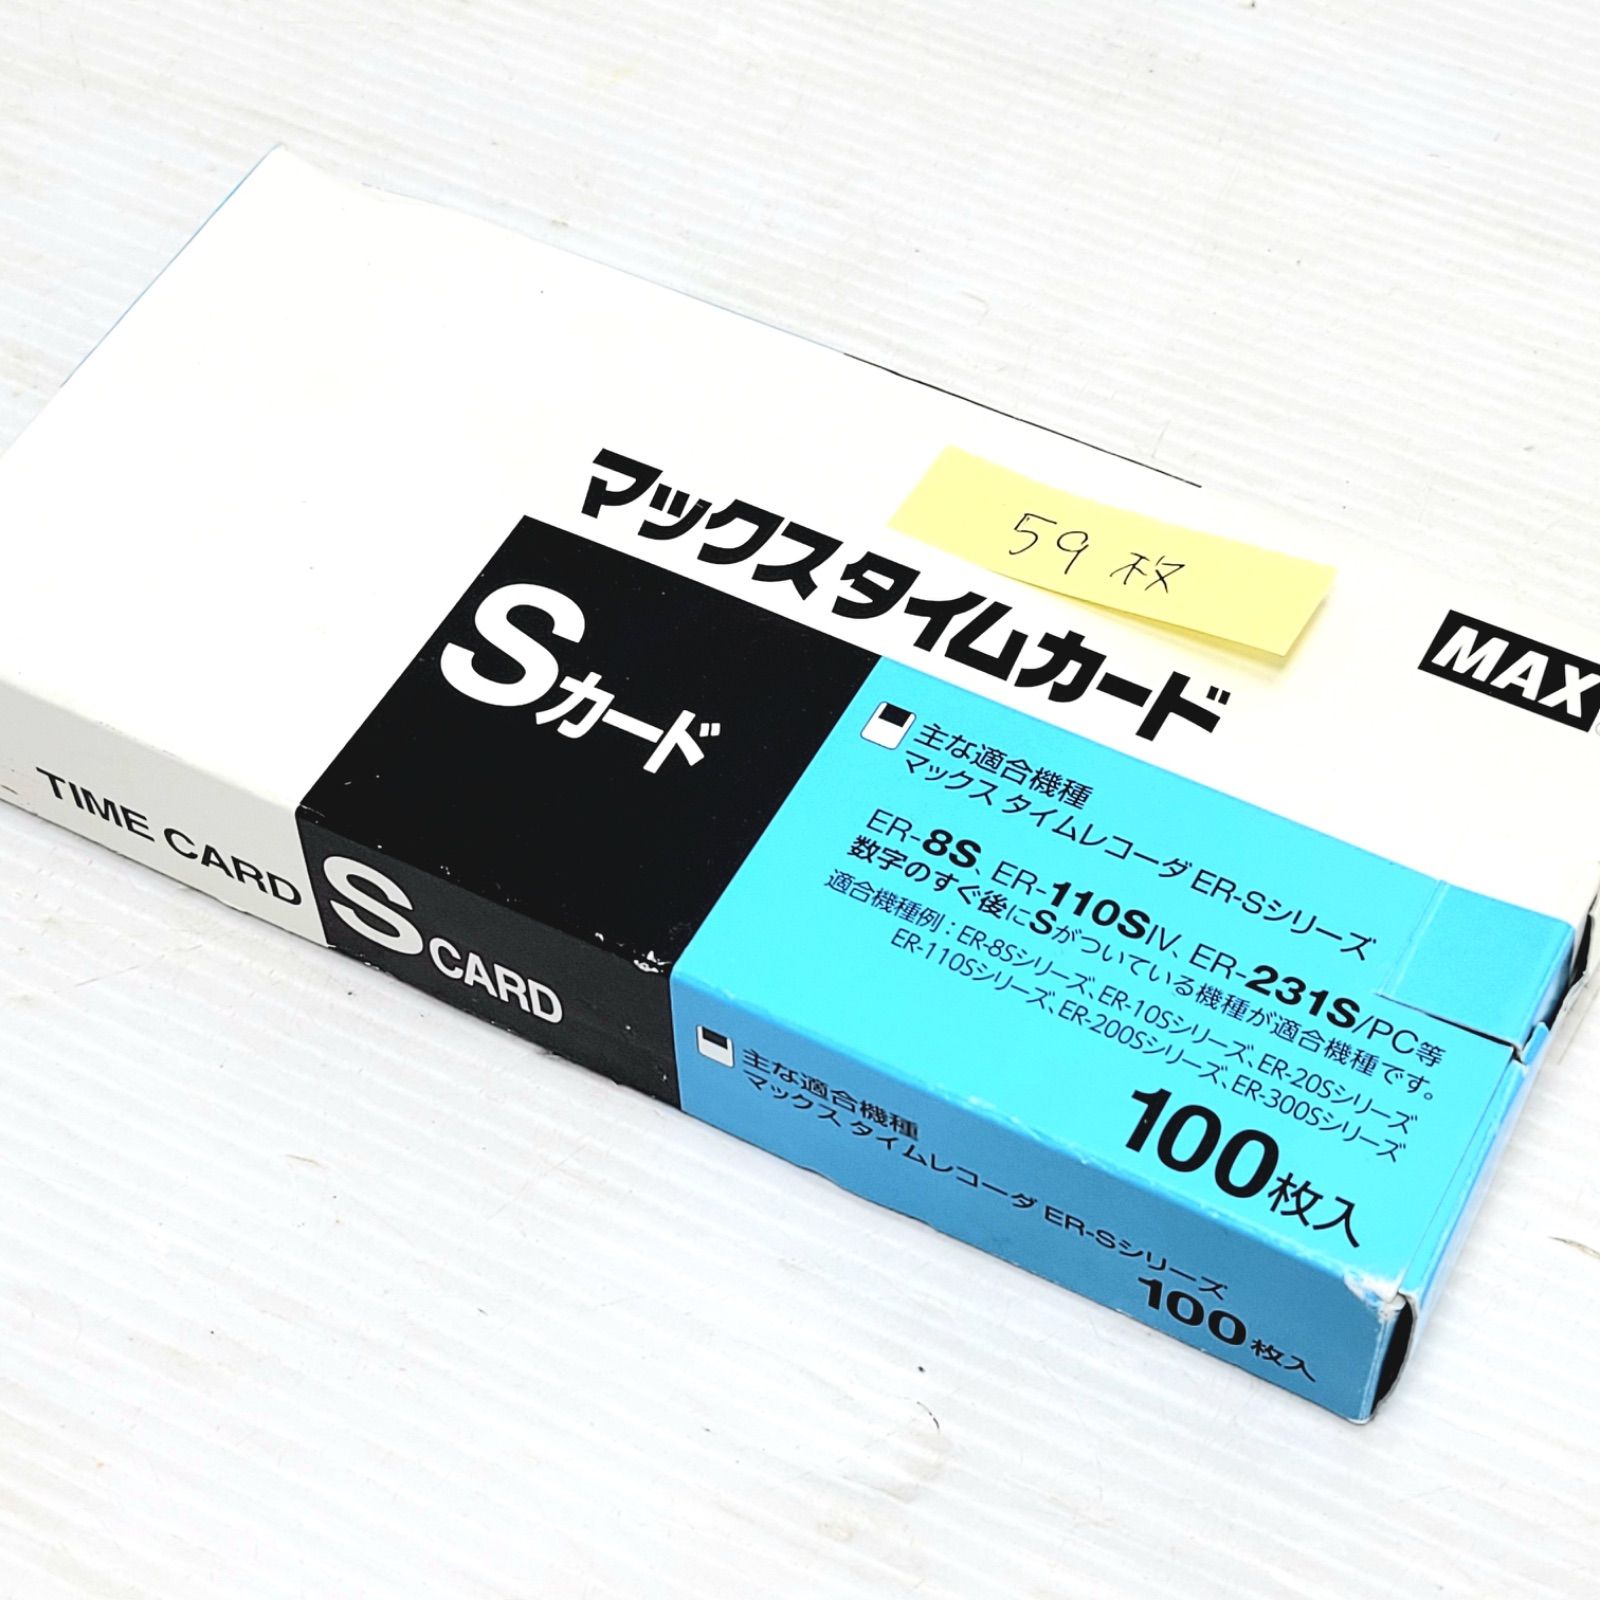 マックス タイムカード
59枚
MAX
Sカード
主な適合機種
マックス タイムレコーダ ER-Sシリーズ
ER-8S、ER-110SⅣ、ER-231S/PC等
数字のすぐ後にSがついている機種が適合機種です。
適合機種例：ER-8Sシリーズ、ER-10Sシリーズ、ER-20Sシリーズ
ER-110Sシリーズ、ER-200Sシリーズ、ER-300Sシリーズ
100枚入
TIME CARD
S CARD
主な適合機種
マックス タイムレコーダ ER-Sシリーズ
100枚入